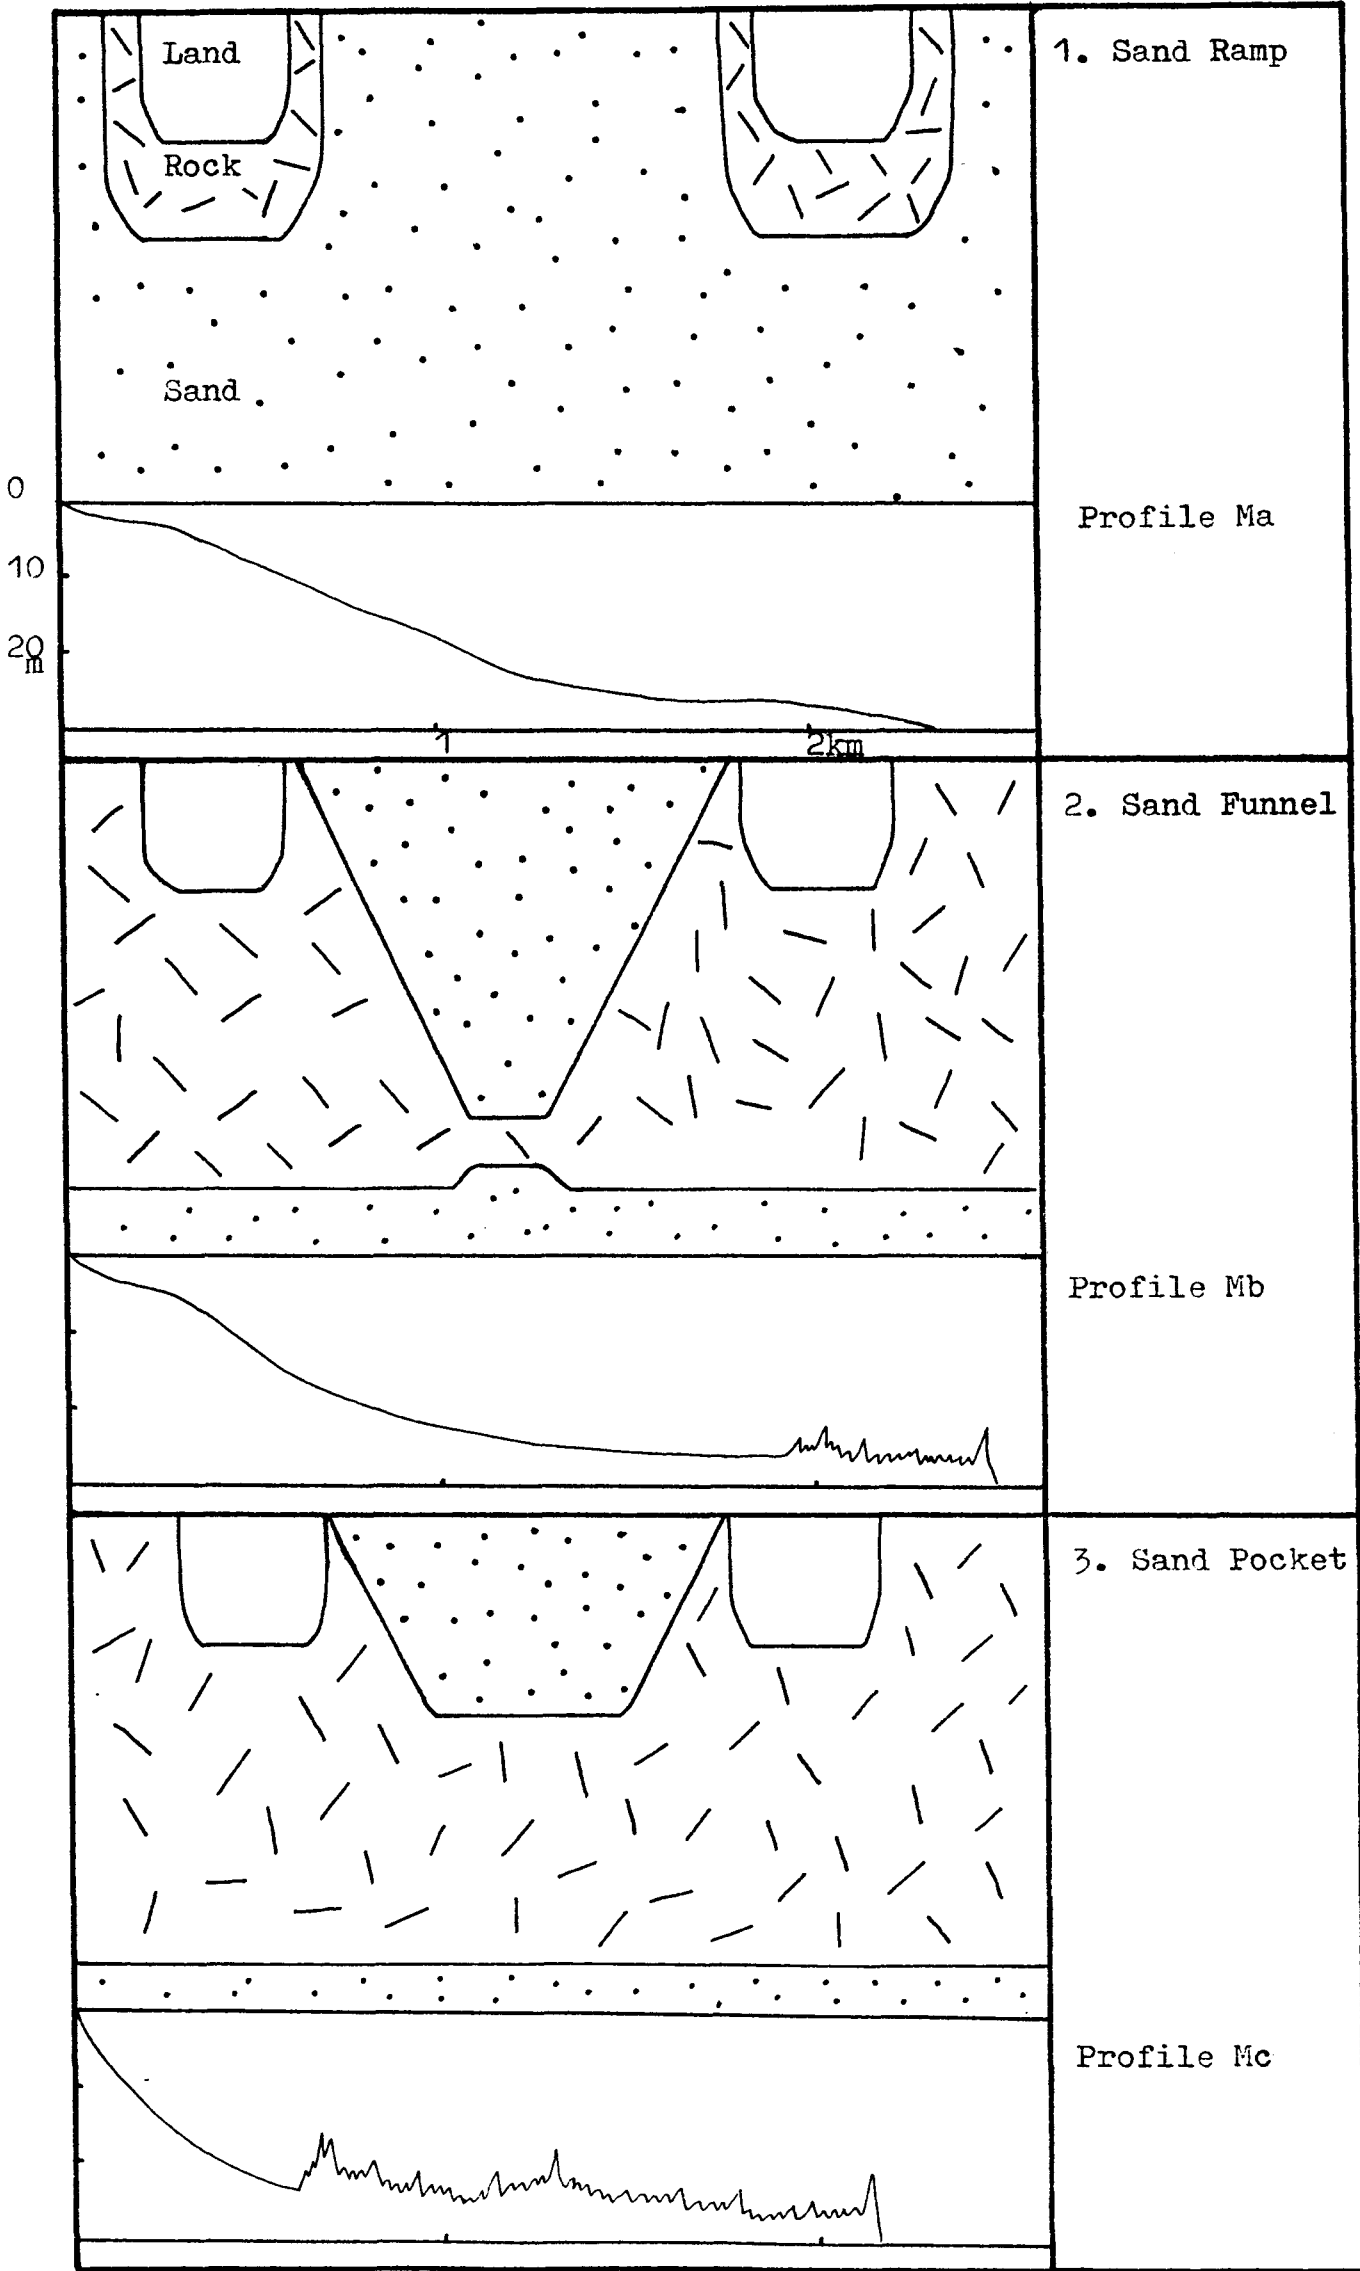 Land
1. Sand Ramp
Rock
Sand
0
Profile Ma
10
20
m
1
2km
2. Sand Funnel
Profile Mb
3. Sand Pocket
Profile Mc